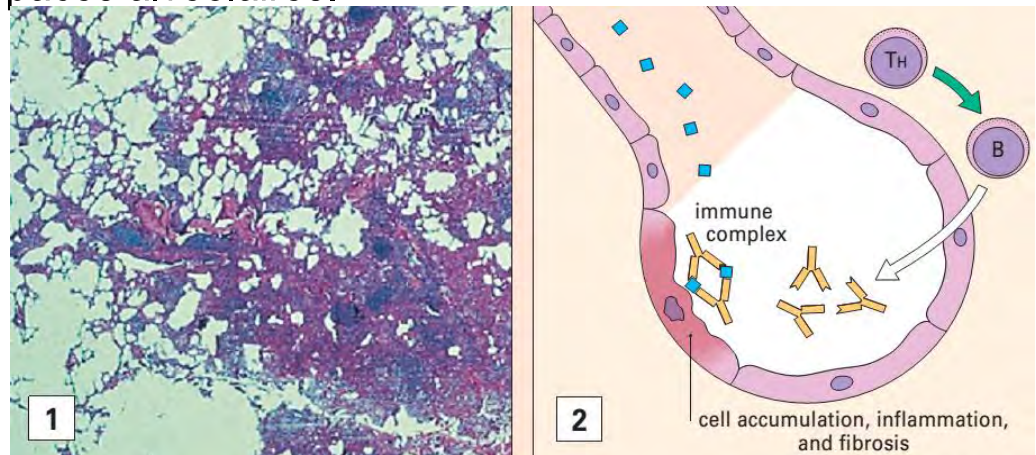 1
2
TH
B
immune
complex
cell accumulation, inflammation,
and fibrosis